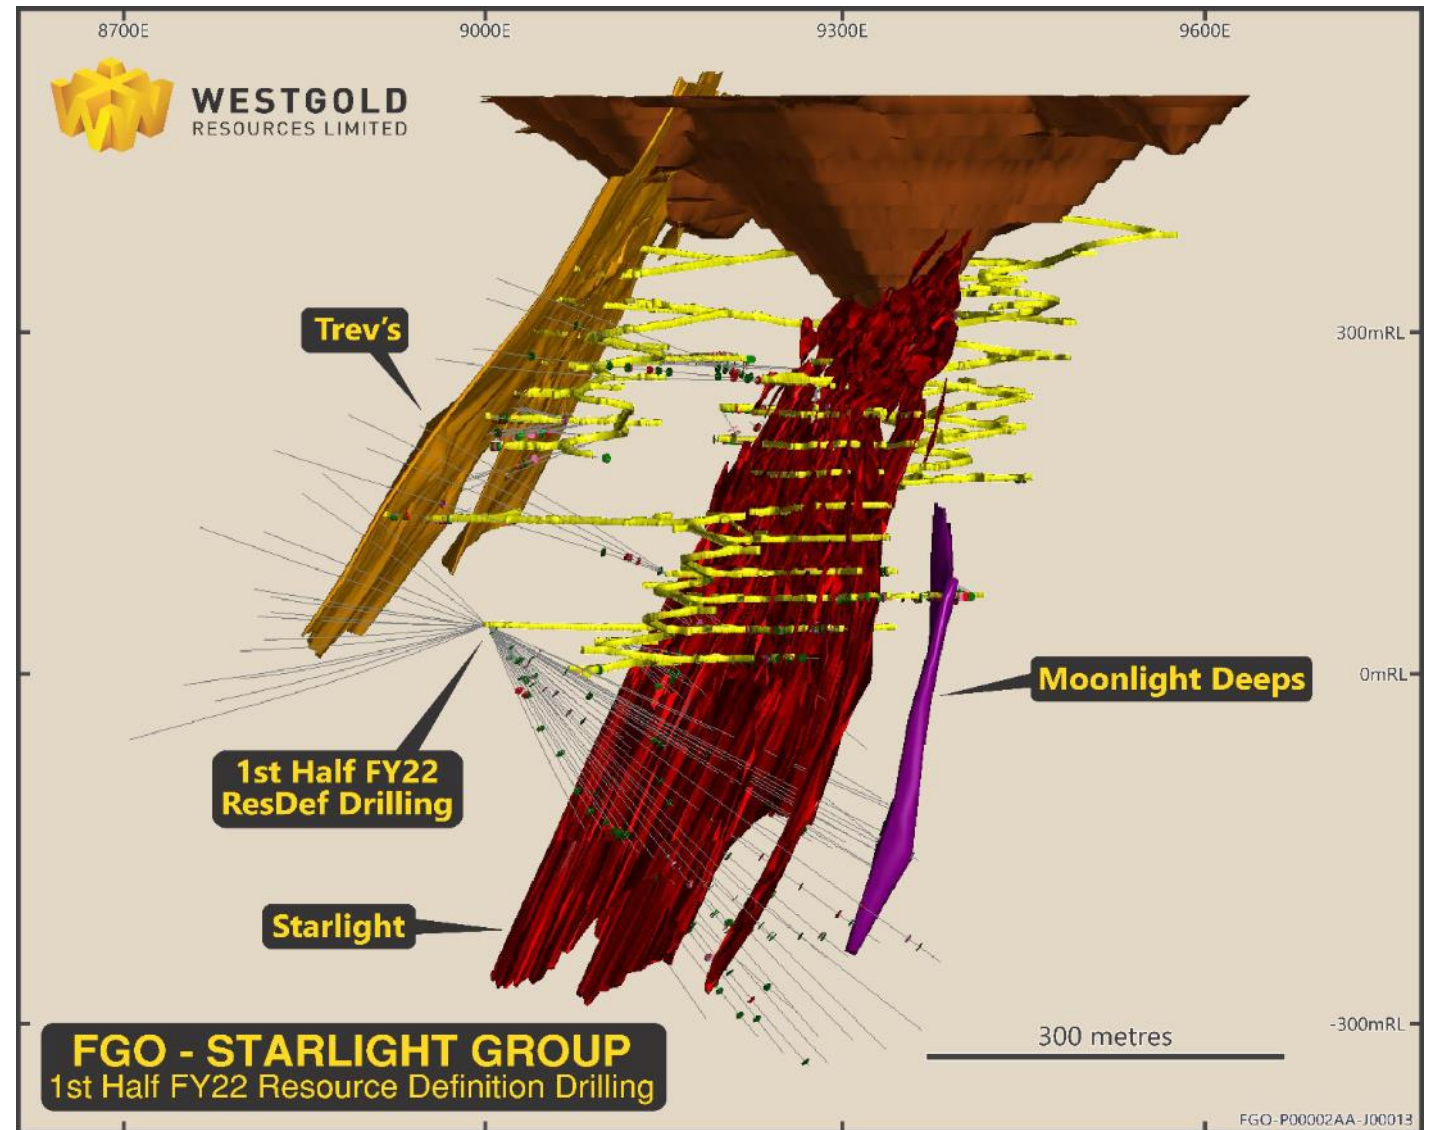 8700E
9000E
9300E
9600E
WESTGOLD
RESOURCES LIMITED
Trev's
300mRL
Moonlight Deeps
0mRL
1st Half FY22
ResDef Drilling
Starlight
-300mRL
300 metres
FGO - STARLIGHT GROUP
1st Half FY22 Resource Definition Drilling
FGO-P00002AA-J00013